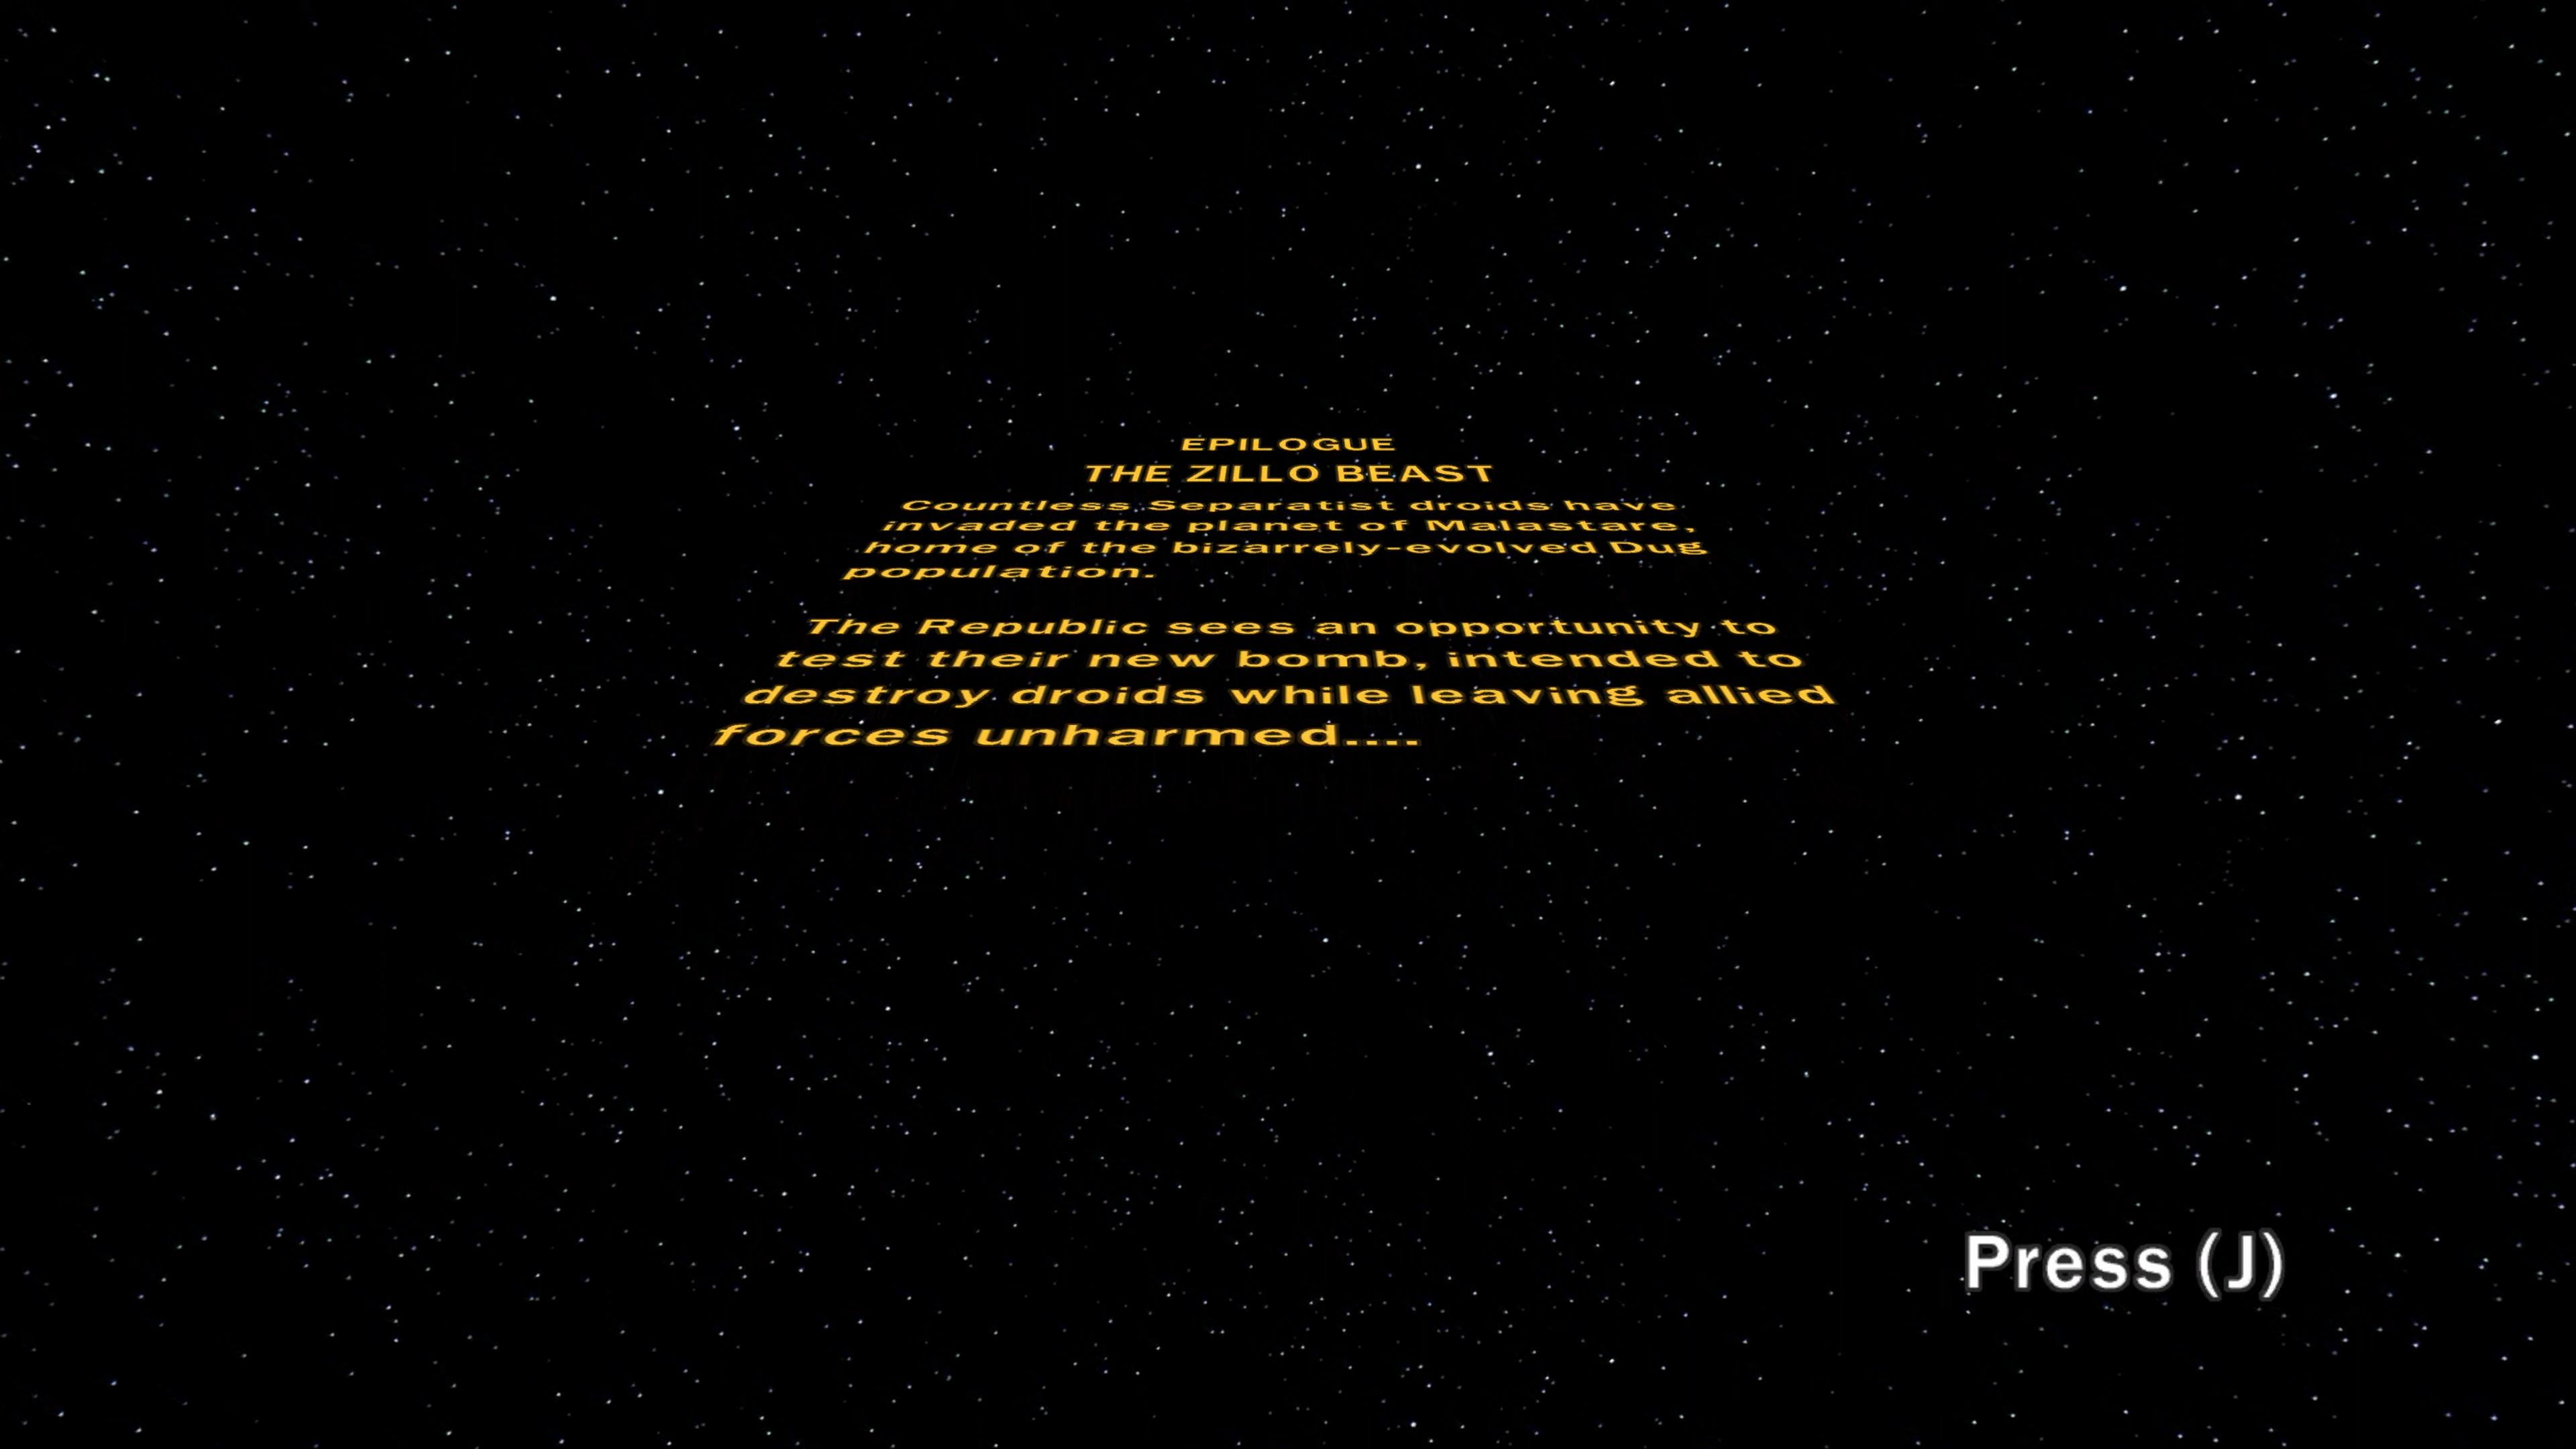 EPILOGUE
THE ZILLO BEAST
Countless Separatist droids have
invaded the planet of Malastare,
home of the bizarrely-evolved Dug
population.
The Republic sees an opportunity to
test their new bomb, intended to
destroy droids while leaving allied
forces unharmed....
Press (J)